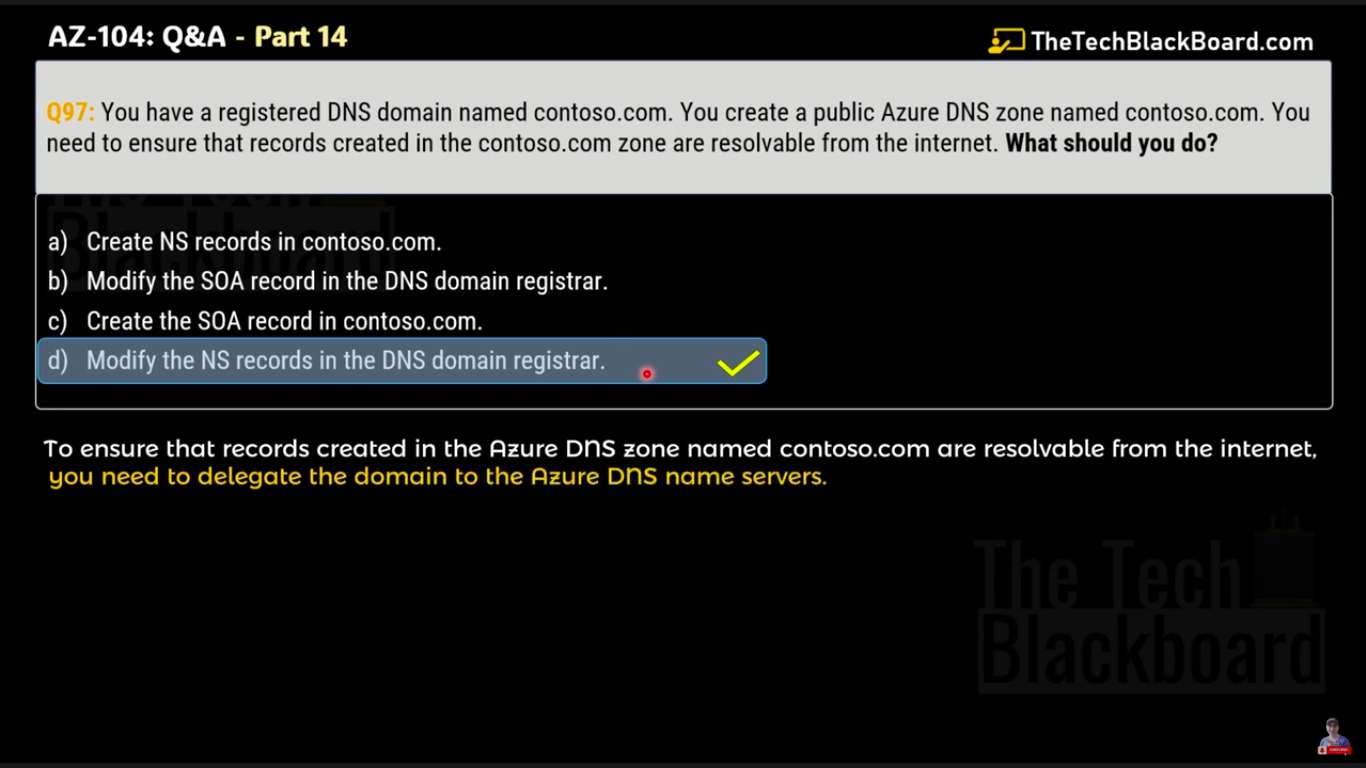 AZ-104: Q&A - Part 14
TheTechBlackBoard.com
Q97: You have a registered DNS domain named contoso.com. You create a public Azure DNS zone named contoso.com. You
need to ensure that records created in the contoso.com zone are resolvable from the internet. What should you do?
a) Create NS records in contoso.com.
b) Modify the SOA record in the DNS domain registrar.
c) Create the SOA record in contoso.com.
d) Modify the NS records in the DNS domain registrar.
To ensure that records created in the Azure DNS zone named contoso.com are resolvable from the internet,
you need to delegate the domain to the Azure DNS name servers.
The Tech
Blackboard